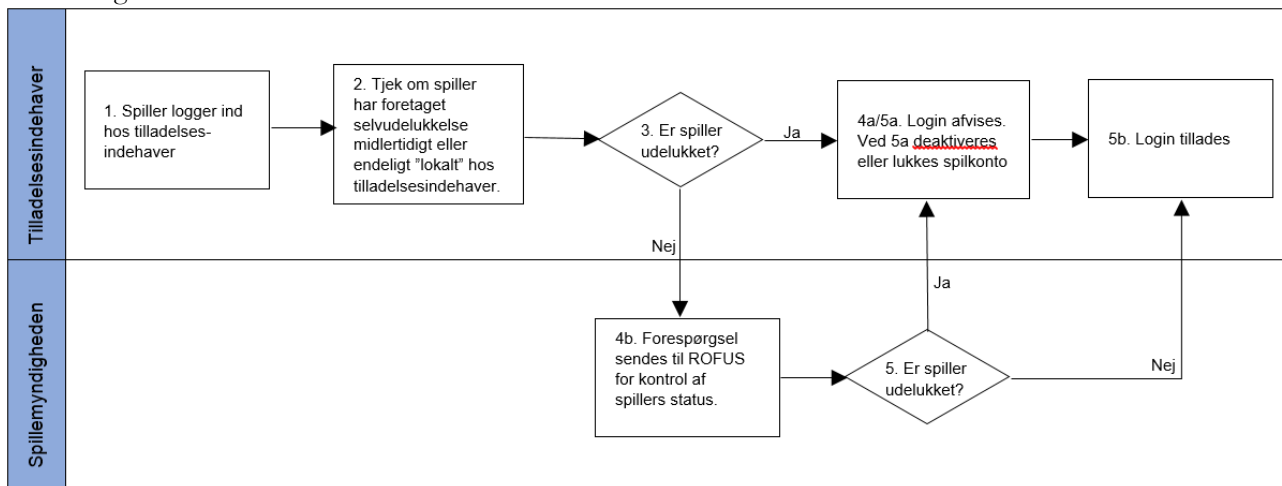 Tilladelsesindehaver
1. Spiller logger ind
hos tilladelses-
indehaver
2. Tjek om spiller
har foretaget
selvudelukkelse
midlertidigt eller
endeligt "lokalt" hos
tilladelsesindehaver.
3. Er spiller
udelukket?
Ja
4a/5a. Login afvises.
Ved 5a deaktiveres
eller lukkes spilkonto
5b. Login tillades
Nej
Spillemyndigheden
4b. Forespørgsel
sendes til ROFUS
for kontrol af
spillers status.
5. Er spiller
udelukket?
Ja
Nej